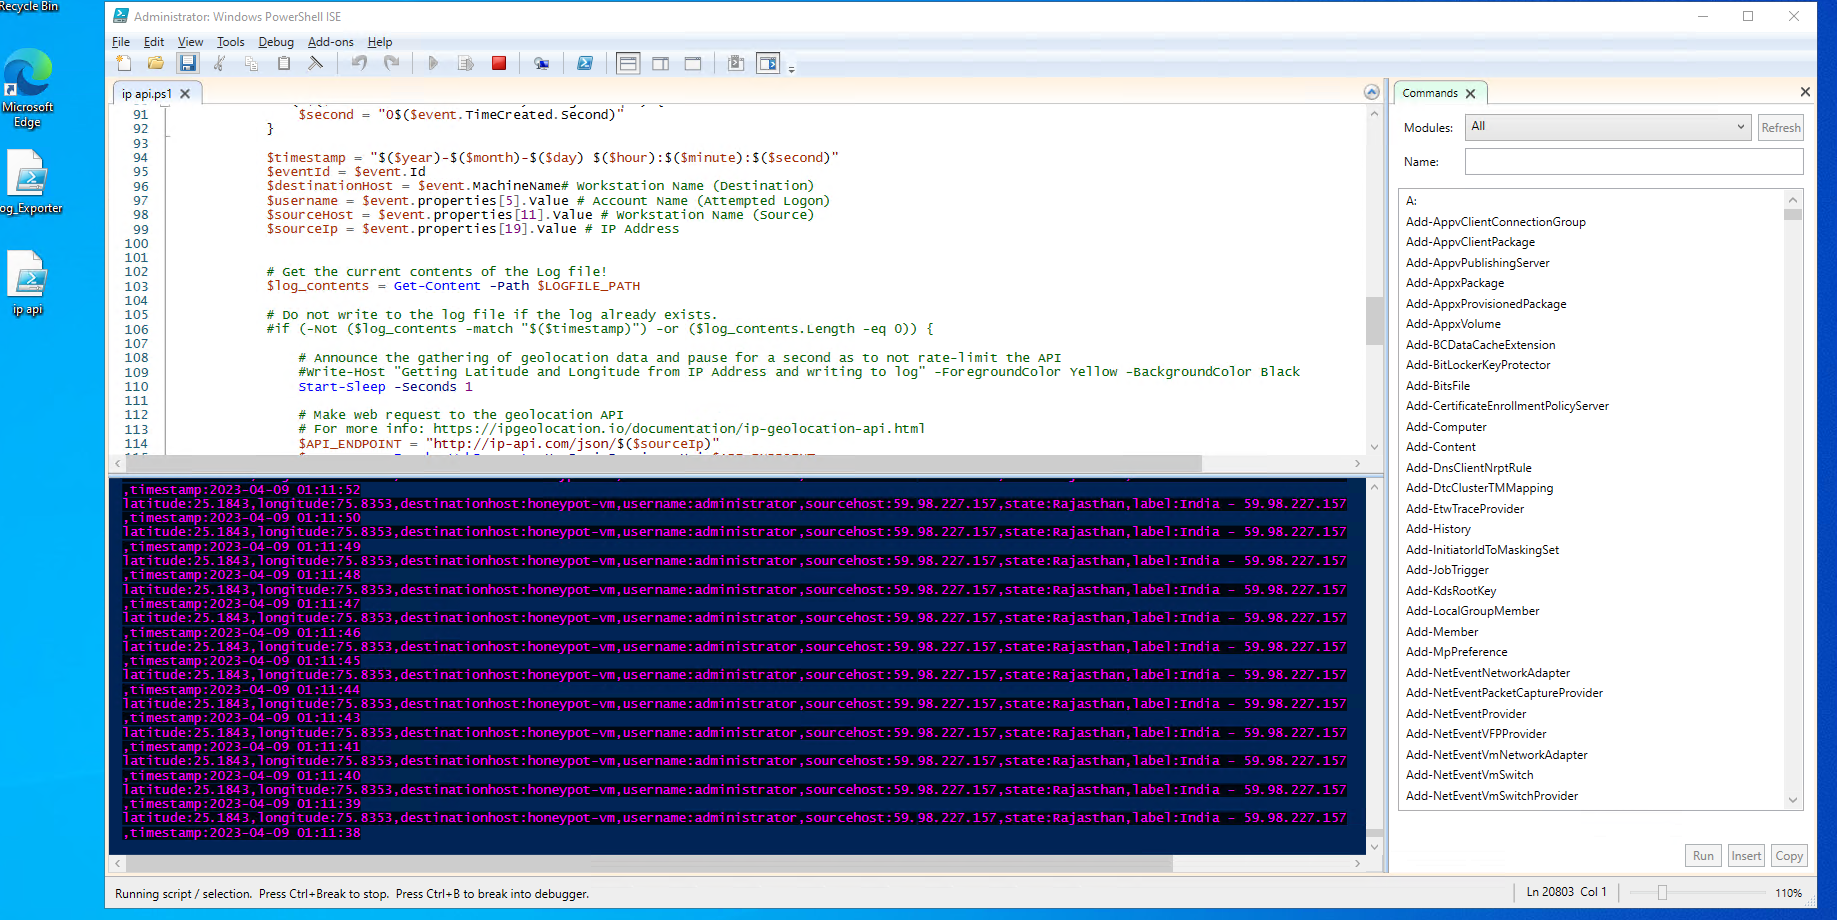 Recycle Bin
Microsoft
Edge
og_Exporter
ip api
Administrator: Windows PowerShell ISE
File Edit View Tools Debug Add-ons Help
ip api.ps1
91 $second = "0$($event.TimeCreated.Second)"
92 }
93
94 $timestamp = "$($year)-$($month)-$($day) $($hour):$($minute):$($second)"
95 $eventId = $event.Id
96 $destinationHost = $event.MachineName# Workstation Name (Destination)
97 $username = $event.properties[5].Value # Account Name (Attempted Logon)
98 $sourceHost = $event.properties[11].Value # Workstation Name (Source)
99 $sourceIp = $event.properties[19].Value # IP Address
100
101
102 # Get the current contents of the Log file!
103 $log_contents = Get-Content -Path $LOGFILE_PATH
104
105 # Do not write to the log file if the log already exists.
106 #if (-Not ($log_contents -match "$($timestamp)") -or ($log_contents.Length -eq 0)) {
107
108 # Announce the gathering of geolocation data and pause for a second as to not rate-limit the API
109 #Write-Host "Getting Latitude and Longitude from IP Address and writing to log" -ForegroundColor Yellow -BackgroundColor Black
110 Start-Sleep -Seconds 1
111
112 # Make web request to the geolocation API
113 # For more info: https://ipgeolocation.io/documentation/ip-geolocation-api.html
114 $API_ENDPOINT = "http://ip-api.com/json/$($sourceIp)"
,timestamp:2023-04-09 01:11:52
latitude:25.1843,longitude:75.8353,destinationhost:honeypot-vm,username:administrator,sourcehost:59.98.227.157,state:Rajasthan,label:India - 59.98.227.157
,timestamp:2023-04-09 01:11:50
latitude:25.1843,longitude:75.8353,destinationhost:honeypot-vm,username:administrator,sourcehost:59.98.227.157,state:Rajasthan,label:India - 59.98.227.157
,timestamp:2023-04-09 01:11:49
latitude:25.1843,longitude:75.8353,destinationhost:honeypot-vm,username:administrator,sourcehost:59.98.227.157,state:Rajasthan,label:India - 59.98.227.157
,timestamp:2023-04-09 01:11:48
latitude:25.1843,longitude:75.8353,destinationhost:honeypot-vm,username:administrator,sourcehost:59.98.227.157,state:Rajasthan,label:India - 59.98.227.157
,timestamp:2023-04-09 01:11:47
latitude:25.1843,longitude:75.8353,destinationhost:honeypot-vm,username:administrator,sourcehost:59.98.227.157,state:Rajasthan,label:India - 59.98.227.157
,timestamp:2023-04-09 01:11:46
latitude:25.1843,longitude:75.8353,destinationhost:honeypot-vm,username:administrator,sourcehost:59.98.227.157,state:Rajasthan,label:India - 59.98.227.157
,timestamp:2023-04-09 01:11:45
latitude:25.1843,longitude:75.8353,destinationhost:honeypot-vm,username:administrator,sourcehost:59.98.227.157,state:Rajasthan,label:India - 59.98.227.157
,timestamp:2023-04-09 01:11:44
latitude:25.1843,longitude:75.8353,destinationhost:honeypot-vm,username:administrator,sourcehost:59.98.227.157,state:Rajasthan,label:India - 59.98.227.157
,timestamp:2023-04-09 01:11:43
latitude:25.1843,longitude:75.8353,destinationhost:honeypot-vm,username:administrator,sourcehost:59.98.227.157,state:Rajasthan,label:India - 59.98.227.157
,timestamp:2023-04-09 01:11:41
latitude:25.1843,longitude:75.8353,destinationhost:honeypot-vm,username:administrator,sourcehost:59.98.227.157,state:Rajasthan,label:India - 59.98.227.157
,timestamp:2023-04-09 01:11:40
latitude:25.1843,longitude:75.8353,destinationhost:honeypot-vm,username:administrator,sourcehost:59.98.227.157,state:Rajasthan,label:India - 59.98.227.157
,timestamp:2023-04-09 01:11:39
latitude:25.1843,longitude:75.8353,destinationhost:honeypot-vm,username:administrator,sourcehost:59.98.227.157,state:Rajasthan,label:India - 59.98.227.157
,timestamp:2023-04-09 01:11:38
Commands
Modules: All Refresh
Name:
A:
Add-AppvClientConnectionGroup
Add-AppvClientPackage
Add-AppvPublishingServer
Add-AppxPackage
Add-AppxProvisionedPackage
Add-AppxVolume
Add-BCDataCacheExtension
Add-BitLockerKeyProtector
Add-BitsFile
Add-CertificateEnrollmentPolicyServer
Add-Computer
Add-Content
Add-DnsClientNrptRule
Add-DtcClusterTMMapping
Add-EtwTraceProvider
Add-History
Add-InitiatorIdToMaskingSet
Add-JobTrigger
Add-KdsRootKey
Add-LocalGroupMember
Add-Member
Add-MpPreference
Add-NetEventNetworkAdapter
Add-NetEventPacketCaptureProvider
Add-NetEventProvider
Add-NetEventVFPProvider
Add-NetEventVmNetworkAdapter
Add-NetEventVmSwitch
Add-NetEventVmSwitchProvider
Run Insert Copy
Running script / selection. Press Ctrl+Break to stop. Press Ctrl+B to break into debugger.
Ln 20803 Col 1
110%